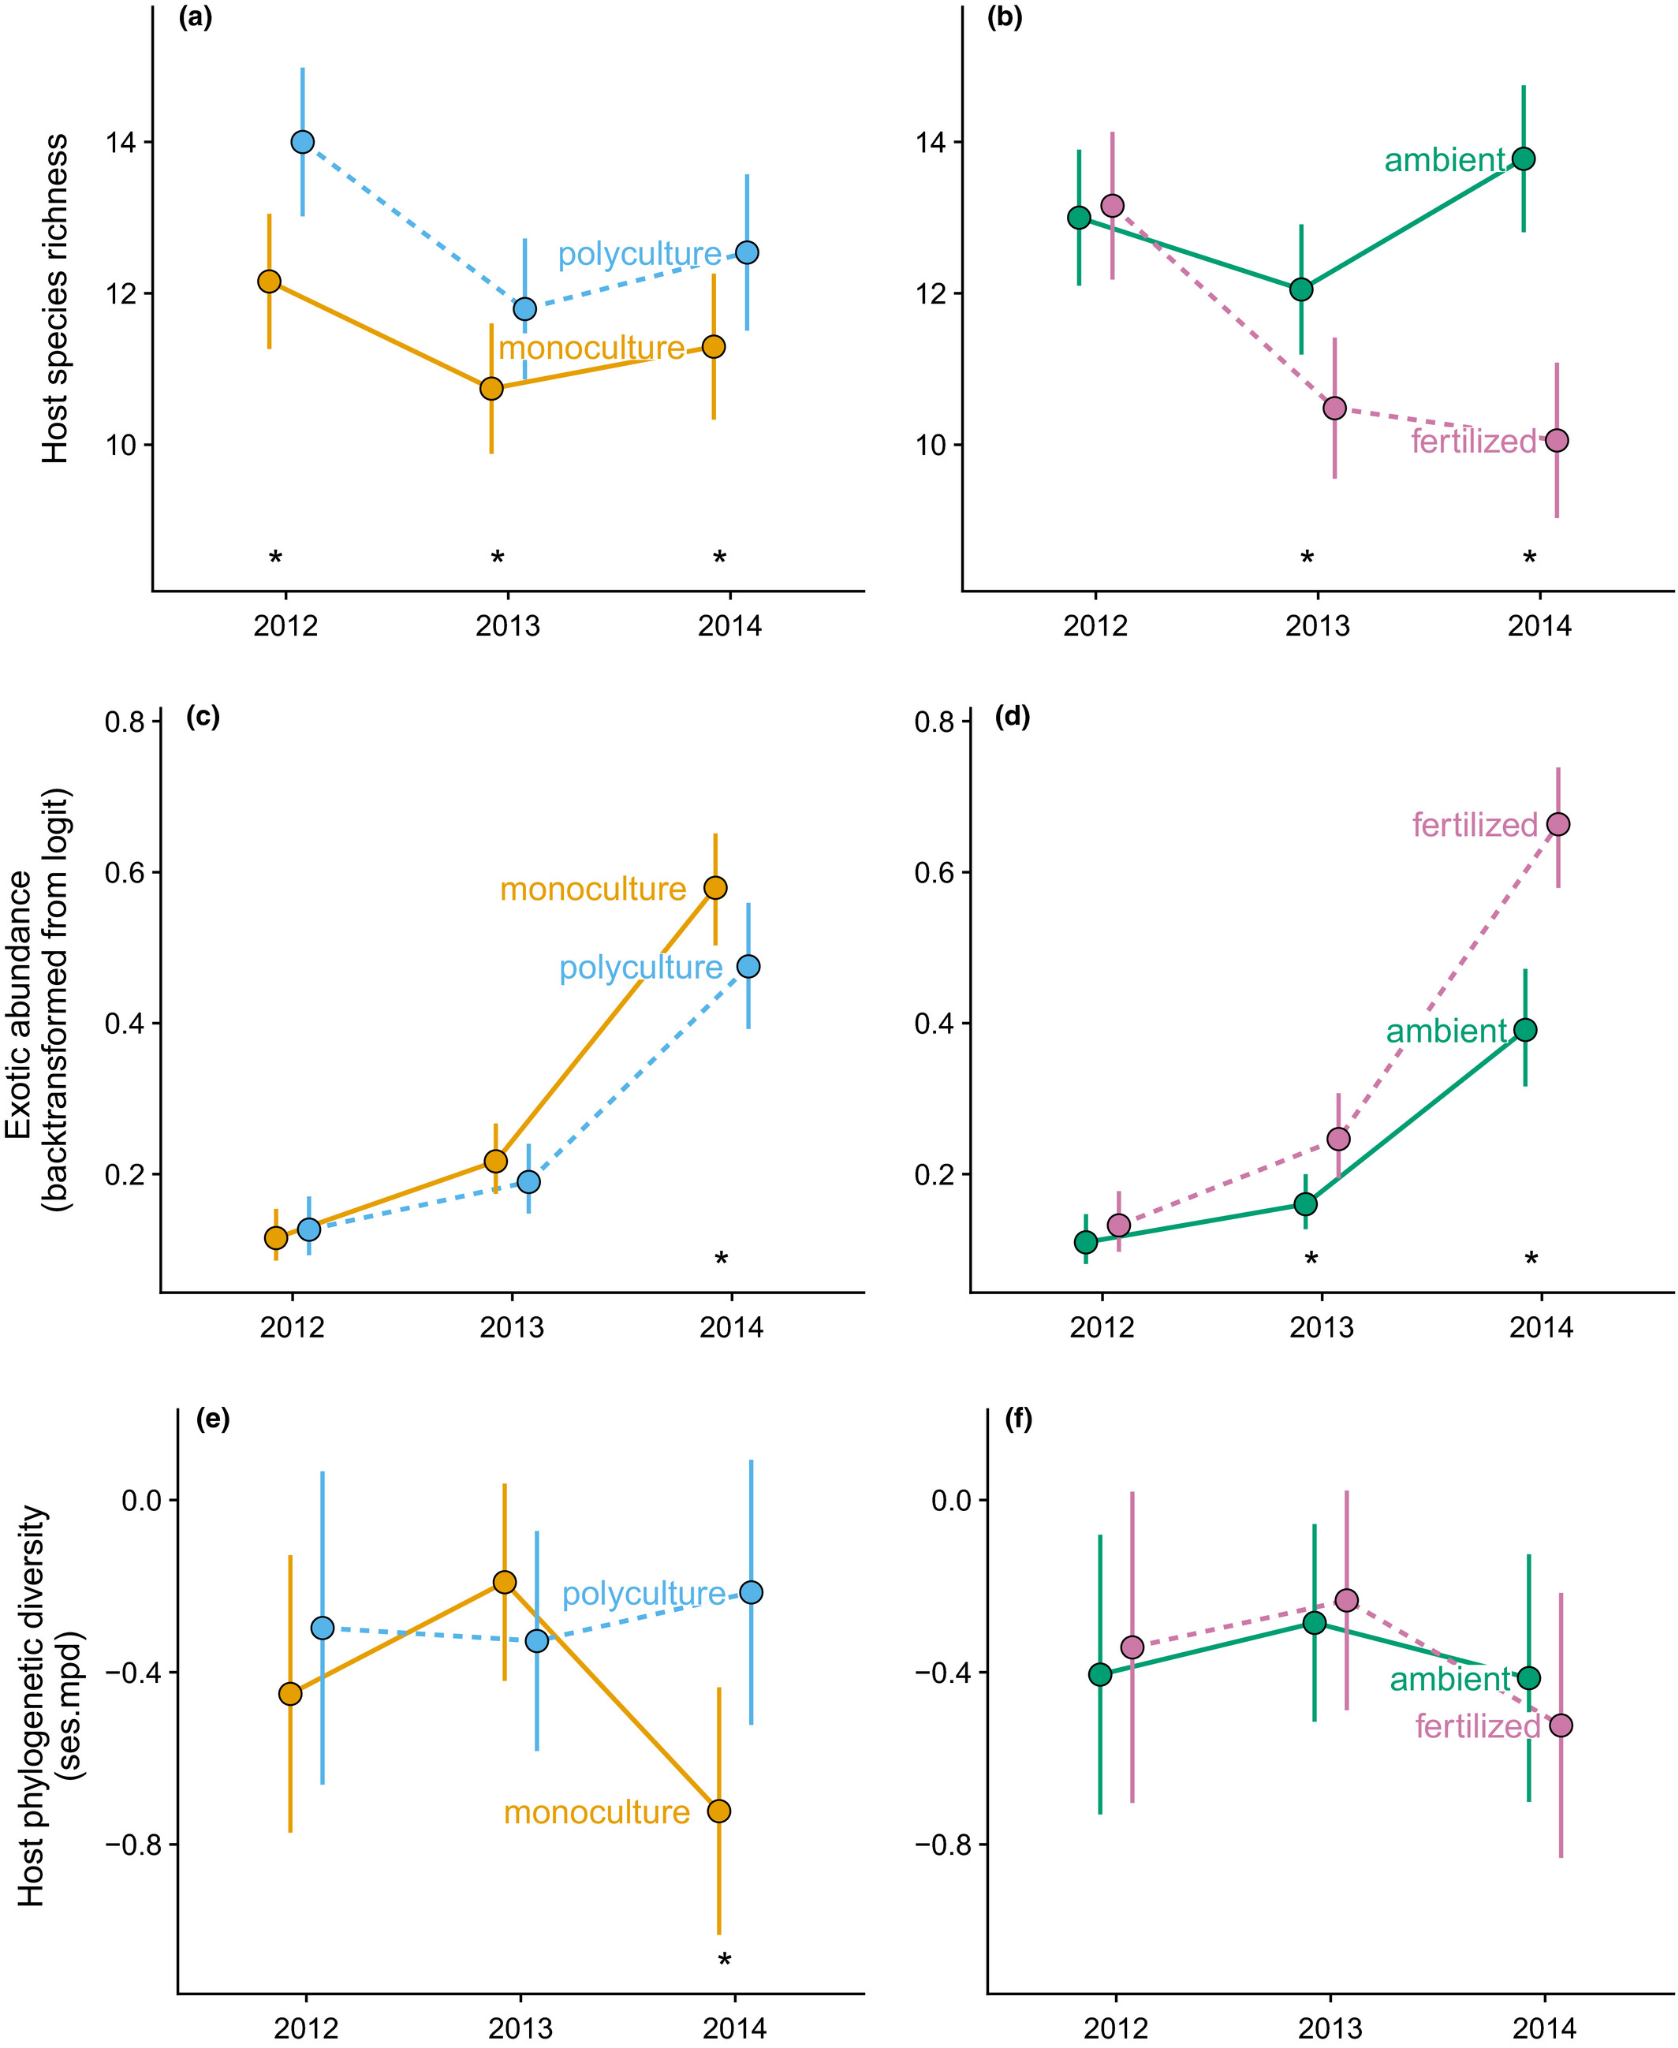 (a)
Host species richness
14
12
10
polyculture
monoculture
* * *
2012 2013 2014
(b)
14
12
10
ambient
fertilized
* *
2012 2013 2014
(c)
Exotic abundance
(backtransformed from logit)
0.8
0.6
0.4
0.2
monoculture
polyculture
*
2012 2013 2014
(d)
0.8
0.6
0.4
0.2
fertilized
ambient
* *
2012 2013 2014
(e)
Host phylogenetic diversity
(ses.mpd)
0.0
−0.4
−0.8
polyculture
monoculture
*
2012 2013 2014
(f)
0.0
−0.4
−0.8
ambient
fertilized
2012 2013 2014